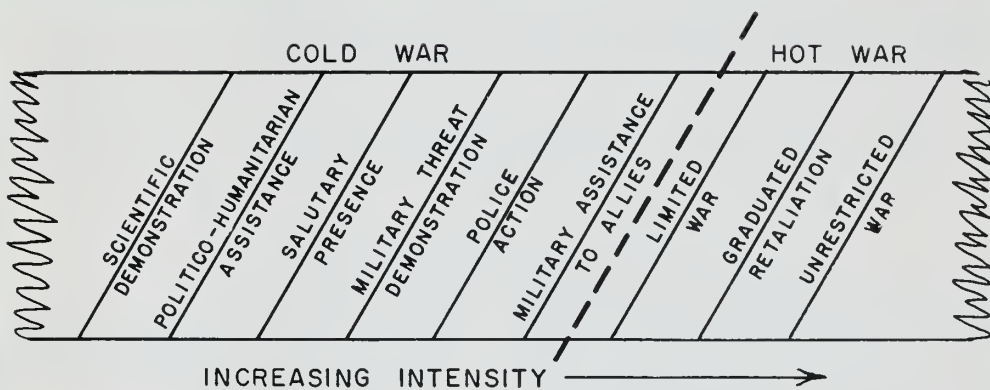 COLD WAR
HOT WAR
SCIENTIFIC
DEMONSTRATION
POLITICO-HUMANITARIAN
ASSISTANCE
SALUTARY
PRESENCE
MILITARY THREAT
DEMONSTRATION
POLICE
ACTION
MILITARY ASSISTANCE
TO ALLIES
LIMITED
WAR
GRADUATED
RETALIATION
UNRESTRICTED
WAR
INCREASING INTENSITY